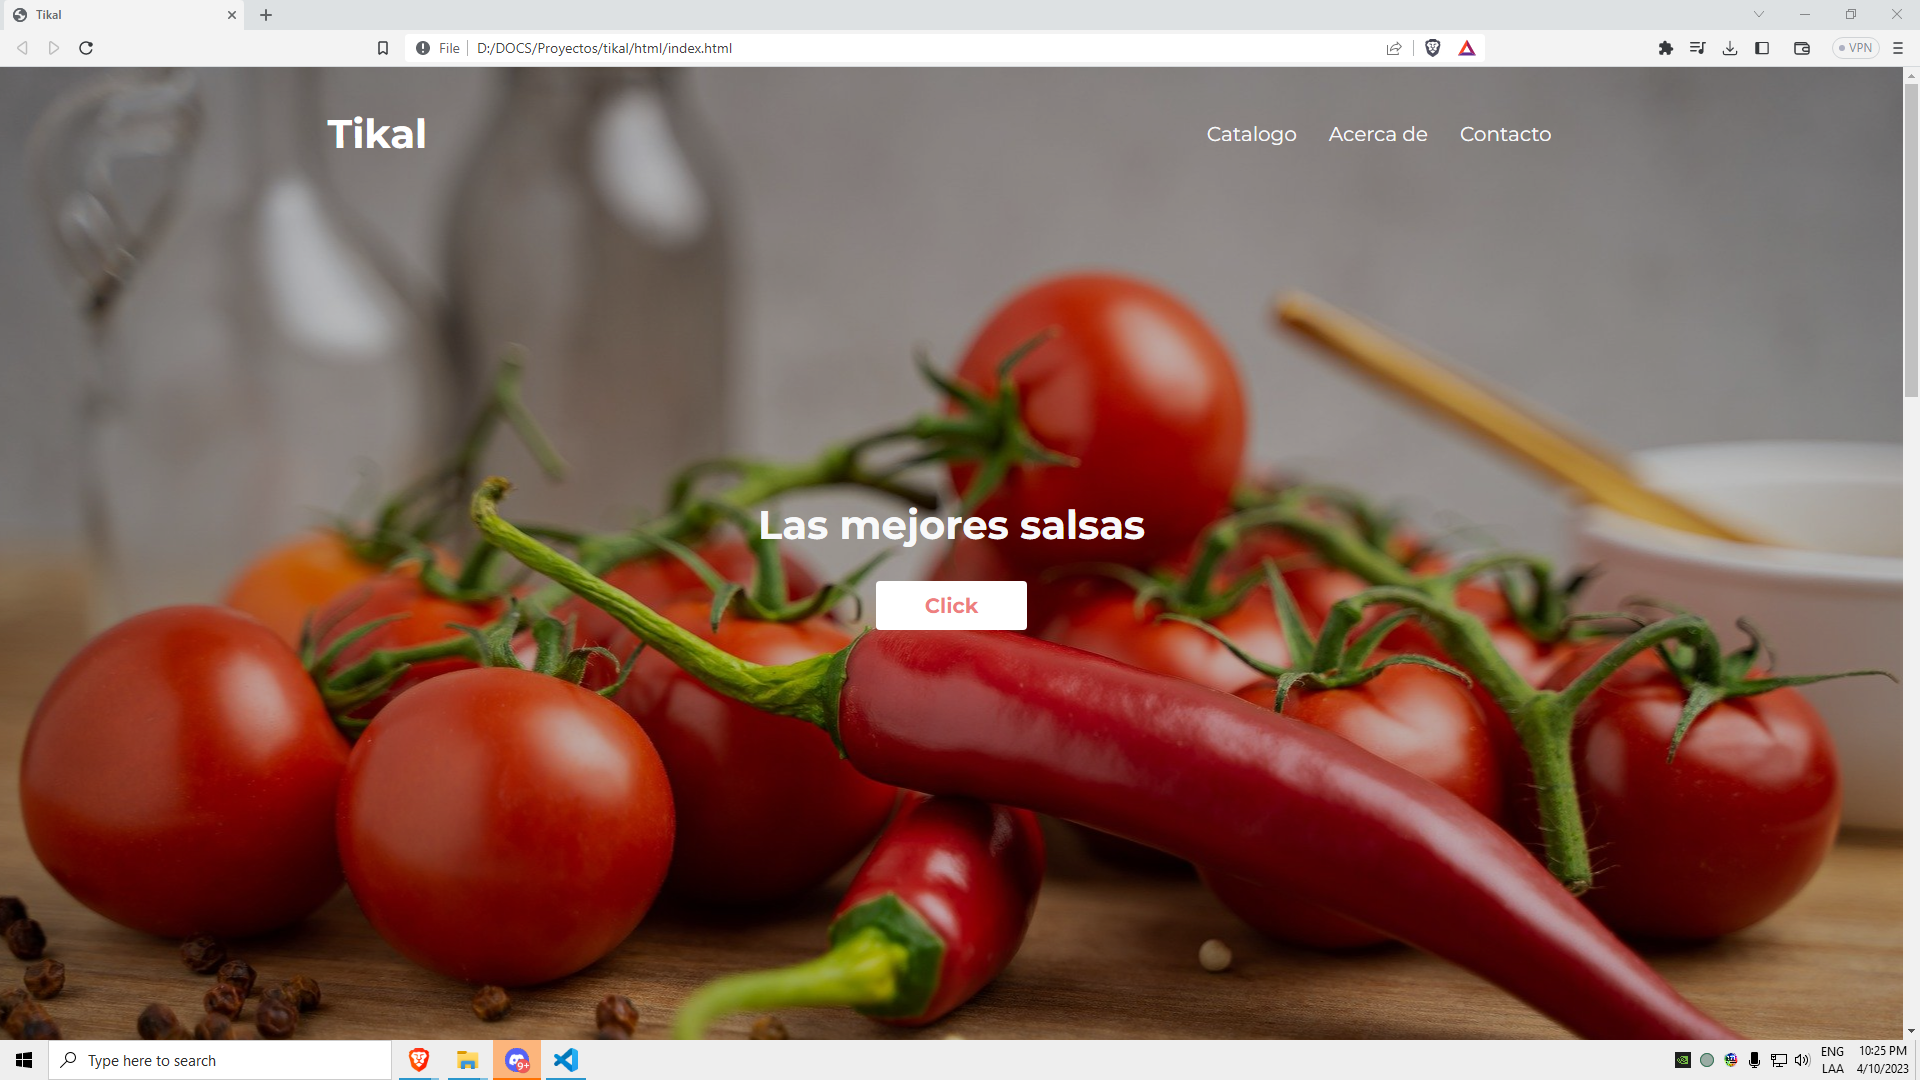 Tikal
File
D:/DOCS/Proyectos/tikal/html/index.html
VPN
Tikal
Catalogo
Acerca de
Contacto
Las mejores salsas
Click
Type here to search
9+
ENG
LAA
10:25 PM
4/10/2023